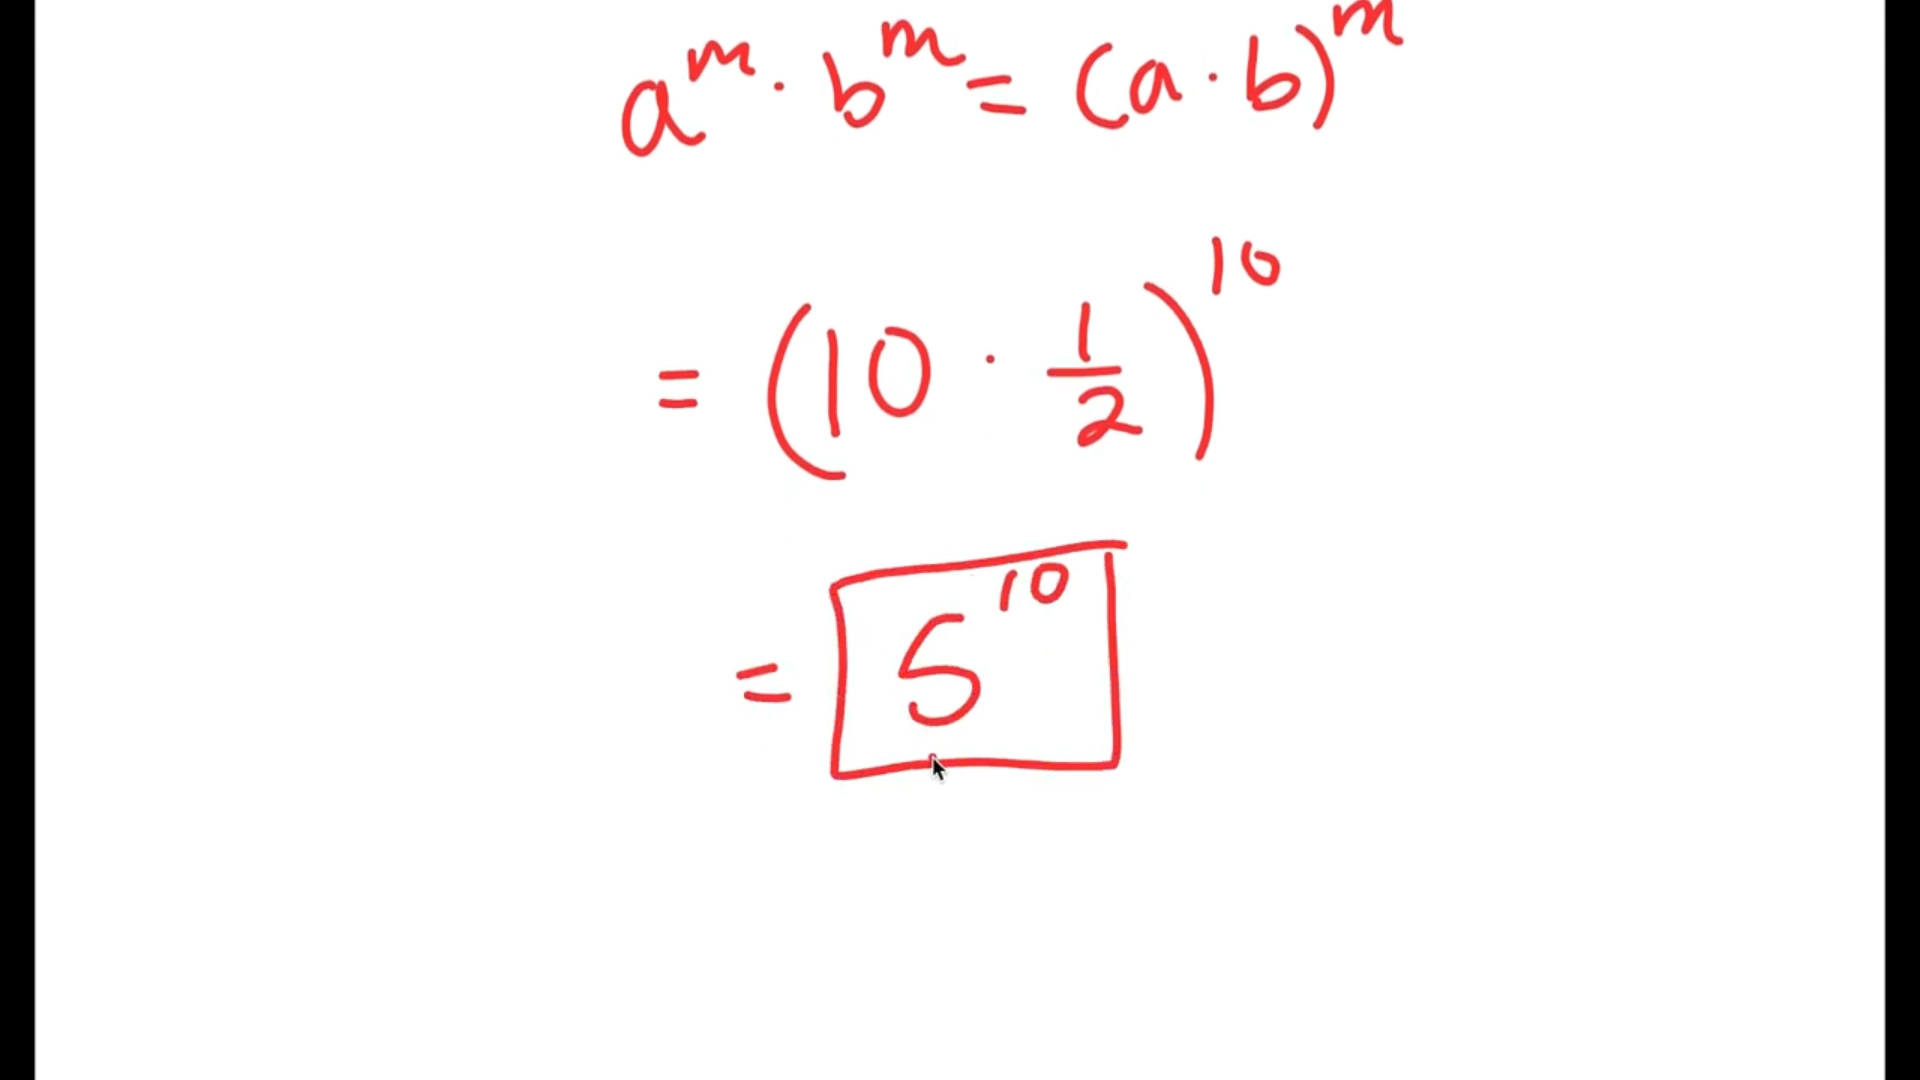 a^m · b^m = (a · b)^m
= (10 · 1/2)^10
= 5^10